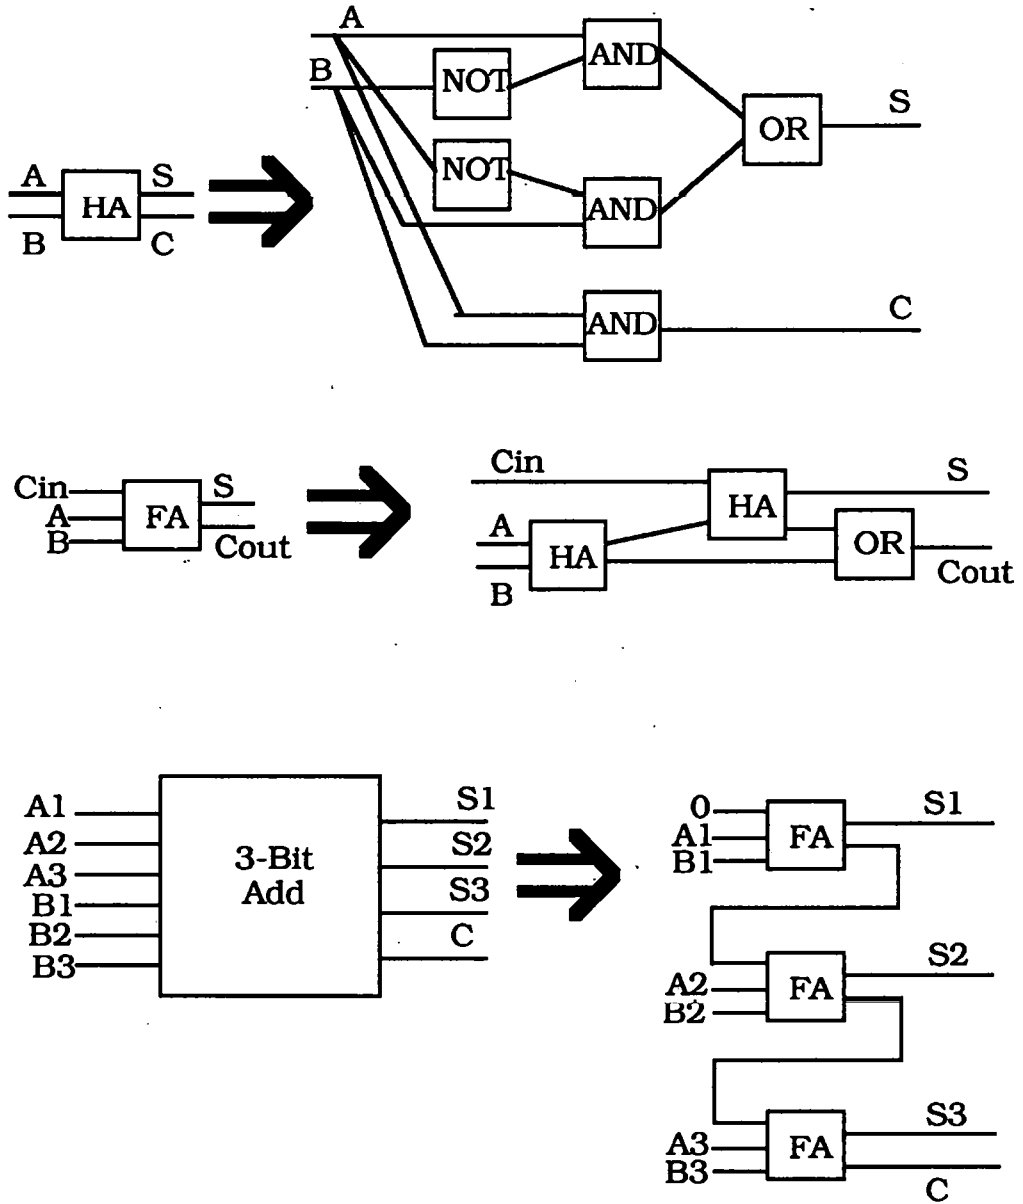 A
B
NOT
AND
OR
S
NOT
AND
AND
C
A
B
HA
S
C
Cin
A
B
FA
S
Cout
Cin
A
B
HA
HA
OR
S
Cout
A1
A2
A3
B1
B2
B3
3-Bit
Add
S1
S2
S3
C
0
A1
B1
FA
S1
A2
B2
FA
S2
A3
B3
FA
S3
C